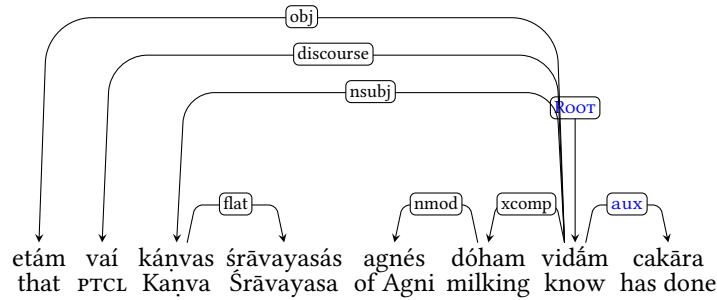 obj
discourse
nsubj
ROOT
flat
nmod
xcomp
aux
etám vaí káṇvas śrāvayasás agnés dóham vidā́m cakāra
that PTCL Kaṇva Śrāvayasa of Agni milking know has done